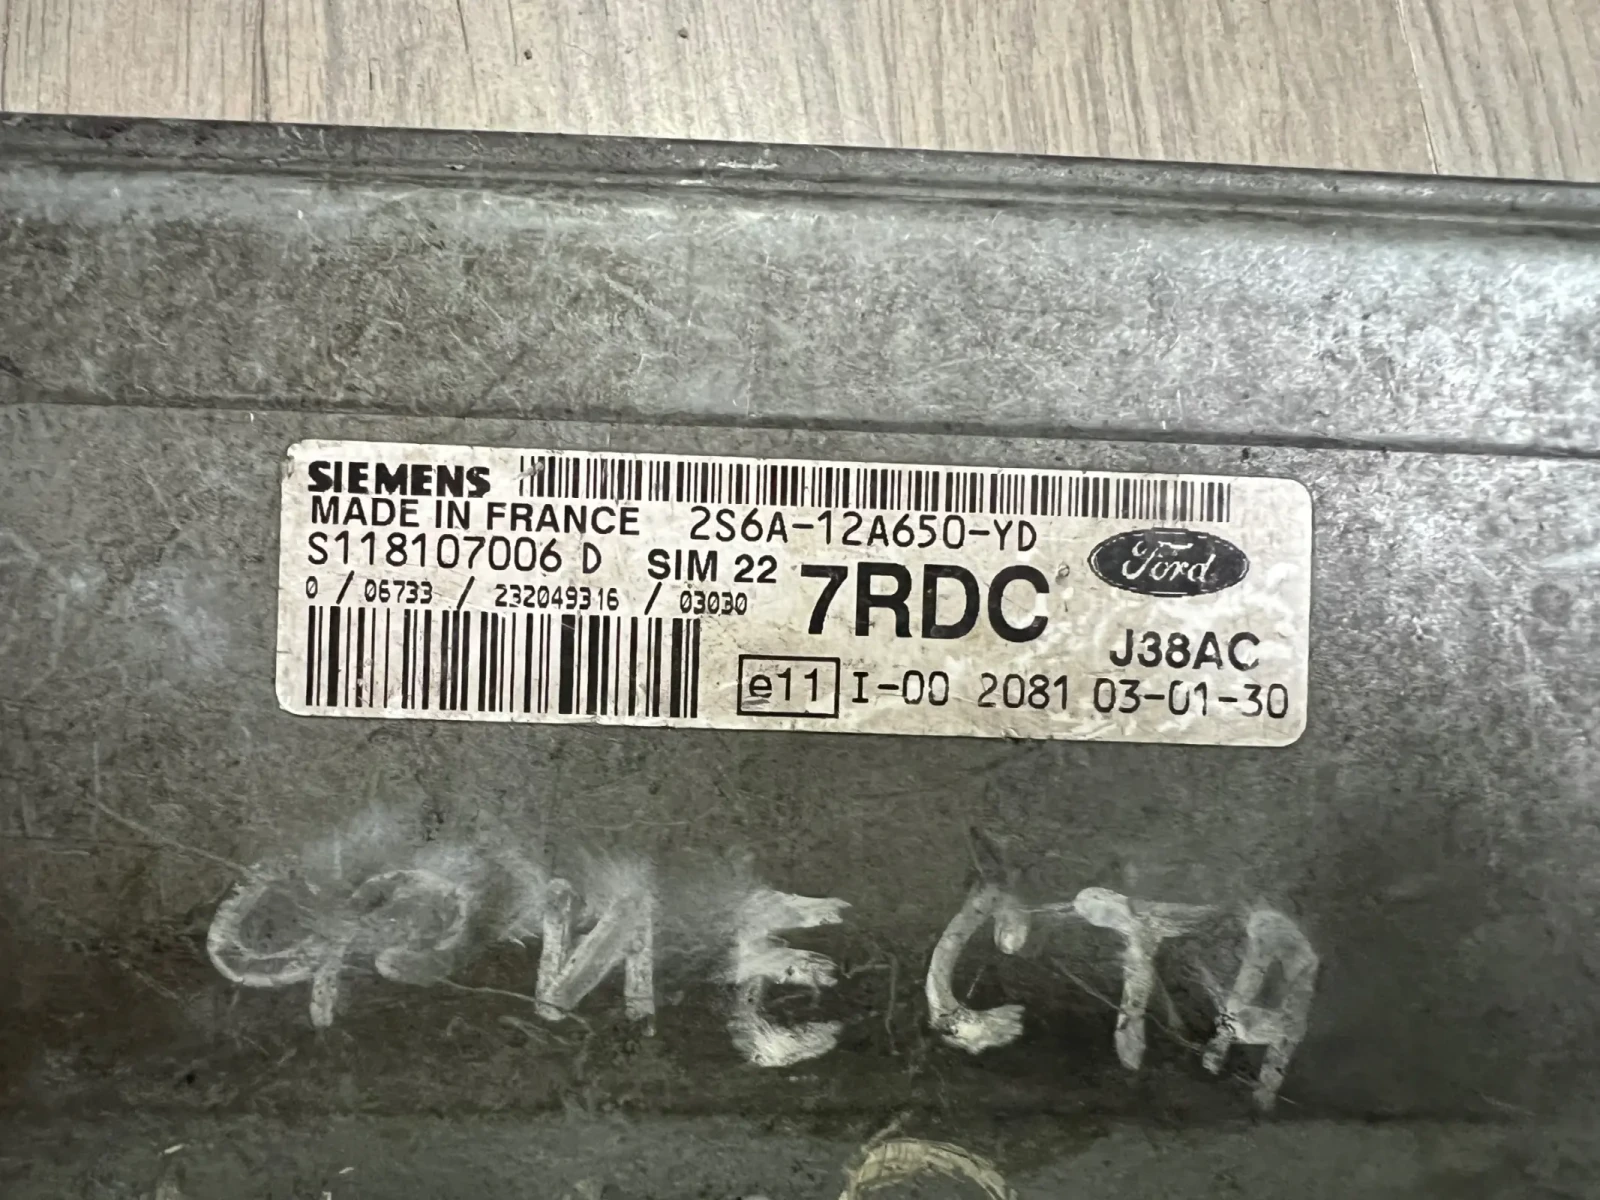 SIEMENS
MADE IN FRANCE 2S6A-12A650-YD
S118107006 D SIM 22 7RDC Ford
0 / 06733 / 232049316 / 03030
J38AC
e11 I-00 2081 03-01-30